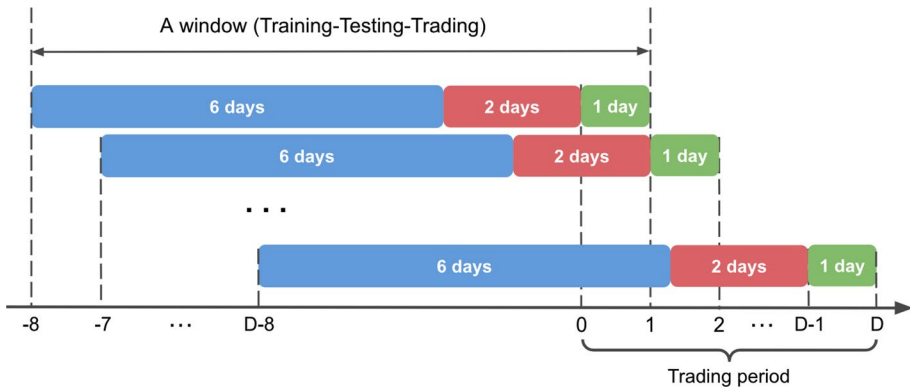 A window (Training-Testing-Trading)
6 days 2 days 1 day
6 days 2 days 1 day
...
6 days 2 days 1 day
-8 -7 ... D-8 0 1 2 ... D-1 D
Trading period